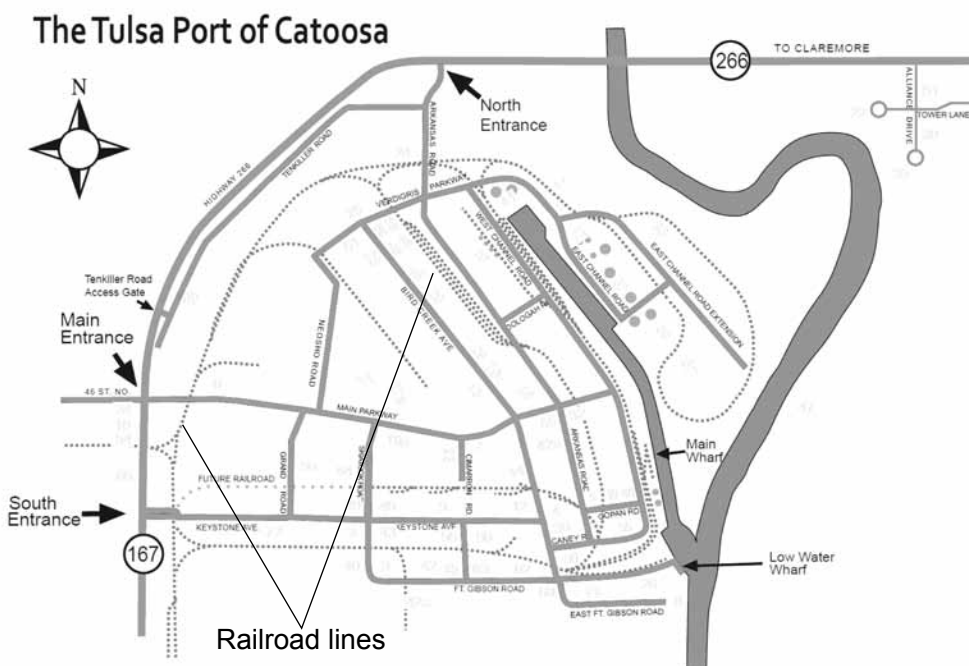 The Tulsa Port of Catoosa
N
266
TO CLAREMORE
North
Entrance
ALLIANCE DRIVE
TOWER LANE
ARKANSAS ROAD
TENKILLER ROAD
HIGHWAY 266
VERDIGRIS PARKWAY
WEST CHANNEL ROAD
EAST CHANNEL ROAD
EAST CHANNEL ROAD EXTENSION
Tenkiller Road
Access Gate
Main
Entrance
NEOSHO ROAD
BIRD CREEK AVE
46 ST. NO.
MAIN PARKWAY
ARKANSAS ROAD
Main
Wharf
GRAND ROAD
CIMARRON RD
FUTURE RAILROAD
South
Entrance
KEYSTONE AVE
KEYSTONE AVE
GOPAN RD
CANEY R
167
Low Water
Wharf
FT. GIBSON ROAD
EAST FT. GIBSON ROAD
Railroad lines